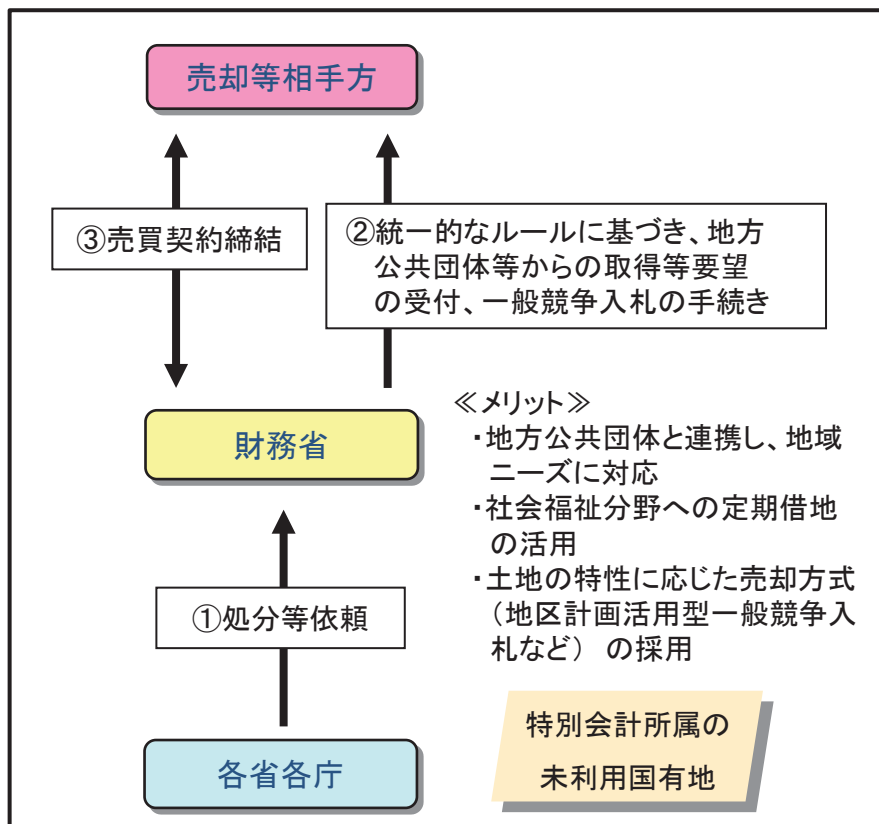 売却等相手方
③売買契約締結
②統一的なルールに基づき、地方
公共団体等からの取得等要望
の受付、一般競争入札の手続き
財務省
≪メリット≫
・地方公共団体と連携し、地域
ニーズに対応
・社会福祉分野への定期借地
の活用
・土地の特性に応じた売却方式
（地区計画活用型一般競争入
札など） の採用
①処分等依頼
各省各庁
特別会計所属の
未利用国有地